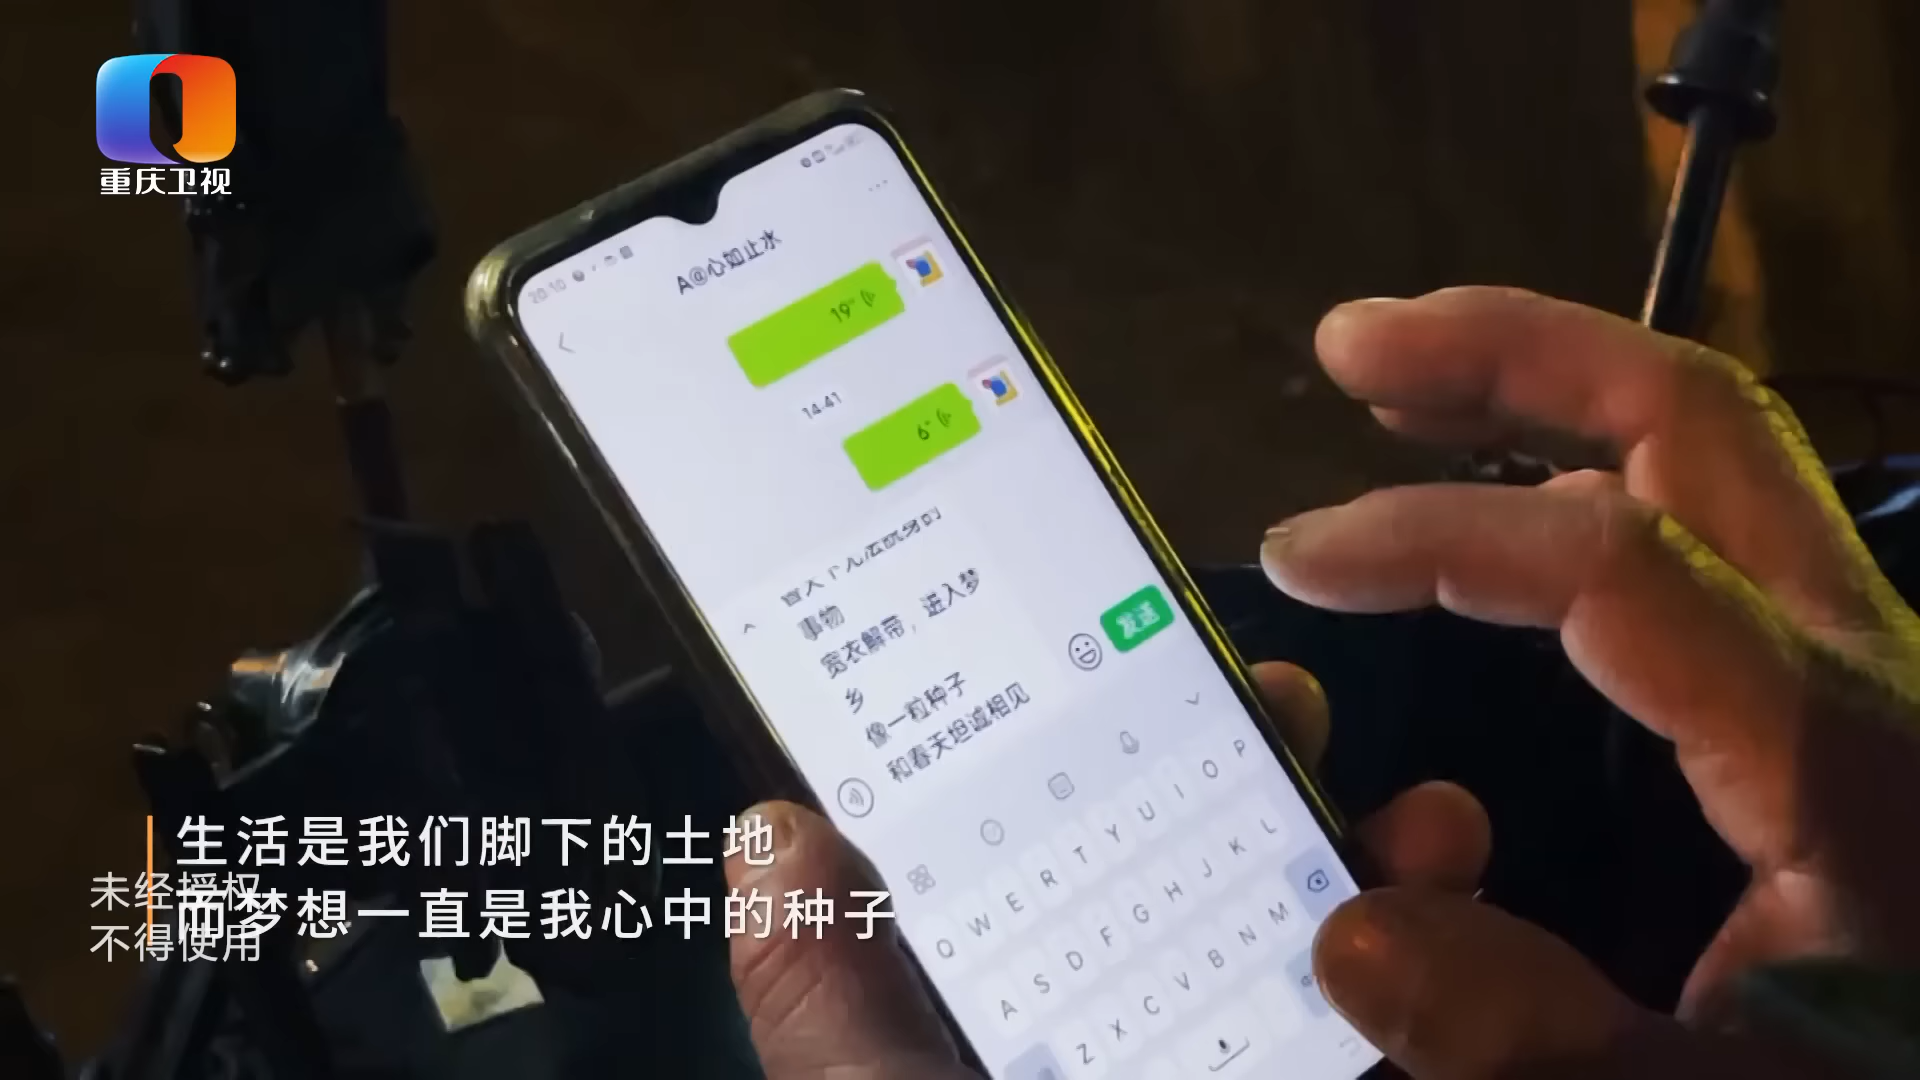 重庆卫视
20:10
A@心如止水
19"
14:41
6"
事物
宽衣解带，进入梦
乡
像一粒种子
和春天坦诚相见
发送
Q W E R T Y U I O P
A S D F G H J K L
Z X C V B N M
生活是我们脚下的土地
而梦想一直是我心中的种子
未经授权
不得使用